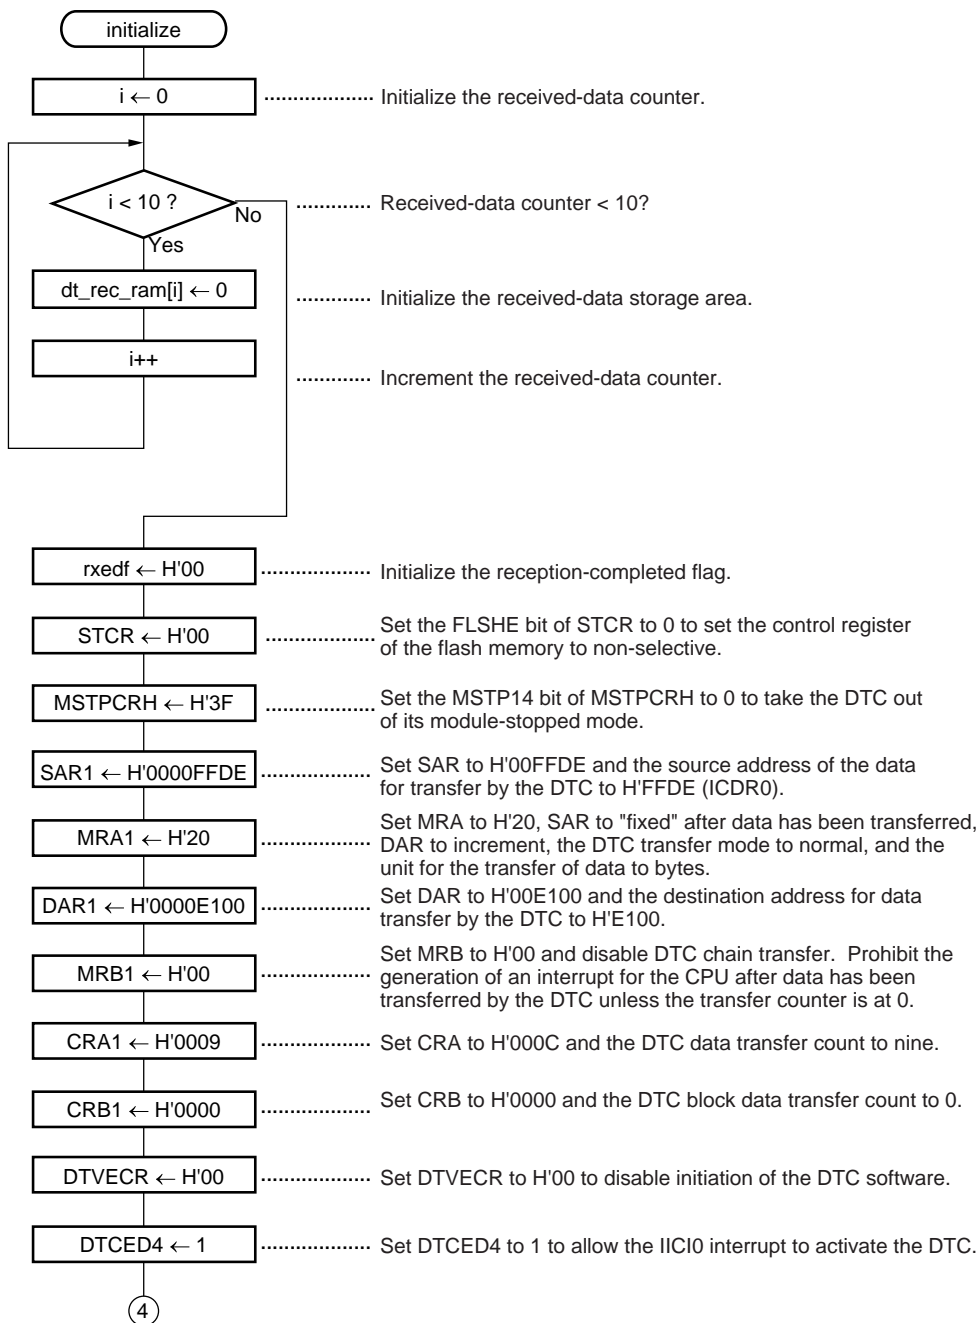 initialize
i ← 0
Initialize the received-data counter.
i < 10 ?
No
Received-data counter < 10?
Yes
dt_rec_ram[i] ← 0
Initialize the received-data storage area.
i++
Increment the received-data counter.
rxedf ← H'00
Initialize the reception-completed flag.
STCR ← H'00
Set the FLSHE bit of STCR to 0 to set the control register
of the flash memory to non-selective.
MSTPCRH ← H'3F
Set the MSTP14 bit of MSTPCRH to 0 to take the DTC out
of its module-stopped mode.
SAR1 ← H'0000FFDE
Set SAR to H'00FFDE and the source address of the data
for transfer by the DTC to H'FFDE (ICDR0).
MRA1 ← H'20
Set MRA to H'20, SAR to "fixed" after data has been transferred,
DAR to increment, the DTC transfer mode to normal, and the
unit for the transfer of data to bytes.
DAR1 ← H'0000E100
Set DAR to H'00E100 and the destination address for data
transfer by the DTC to H'E100.
MRB1 ← H'00
Set MRB to H'00 and disable DTC chain transfer.  Prohibit the
generation of an interrupt for the CPU after data has been
transferred by the DTC unless the transfer counter is at 0.
CRA1 ← H'0009
Set CRA to H'000C and the DTC data transfer count to nine.
CRB1 ← H'0000
Set CRB to H'0000 and the DTC block data transfer count to 0.
DTVECR ← H'00
Set DTVECR to H'00 to disable initiation of the DTC software.
DTCED4 ← 1
Set DTCED4 to 1 to allow the IICI0 interrupt to activate the DTC.
4